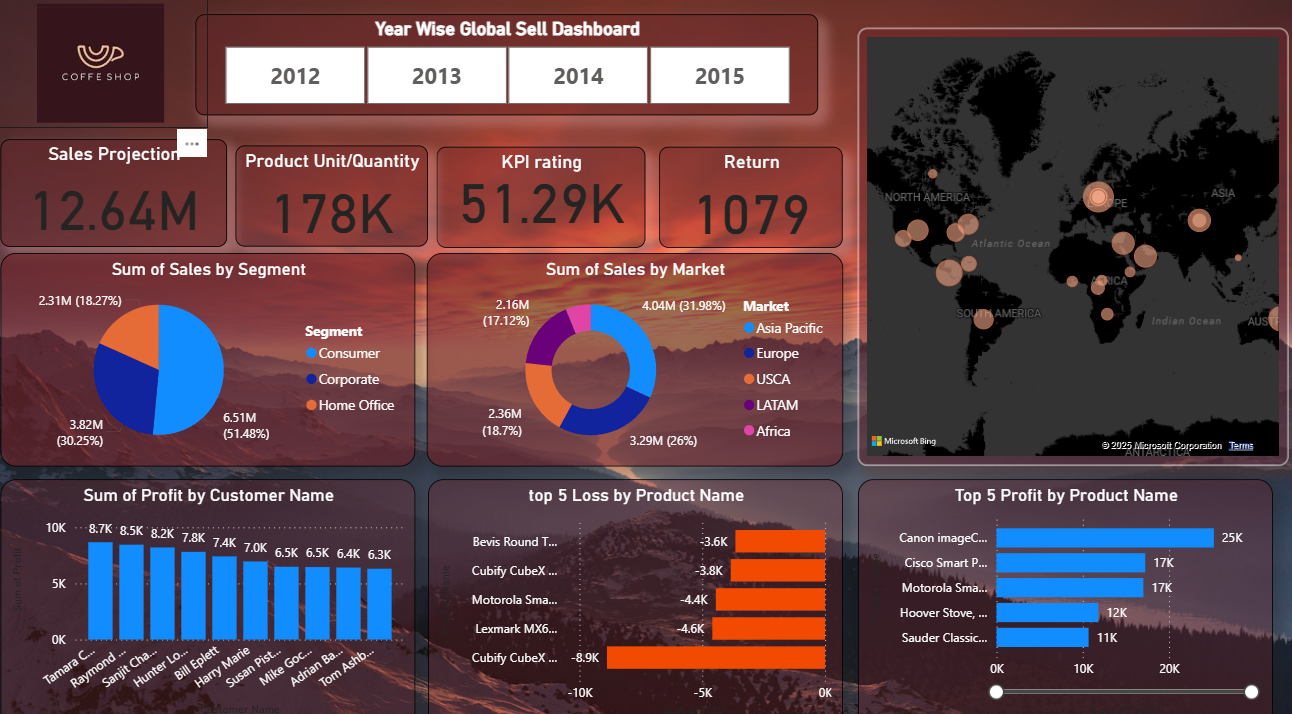 COFFE SHOP
Year Wise Global Sell Dashboard
2012
2013
2014
2015
...
Sales Projection
12.64M
Product Unit/Quantity
178K
KPI rating
51.29K
Return
1079
NORTH AMERICA
ASIA
Atlantic Ocean
AFRICA
SOUTH AMERICA
Indian Ocean
Microsoft Bing
© 2025 Microsoft Corporation Terms
ANTARCTICA
Sum of Sales by Segment
2.31M (18.27%)
3.82M
(30.25%)
6.51M
(51.48%)
Segment
Consumer
Corporate
Home Office
Sum of Sales by Market
2.16M
(17.12%)
4.04M (31.98%)
2.36M
(18.7%)
3.29M (26%)
Market
Asia Pacific
Europe
USCA
LATAM
Africa
Sum of Profit by Customer Name
Sum of Profit
10K
5K
0K
8.7K
8.5K
8.2K
7.8K
7.4K
7.0K
6.5K
6.5K
6.4K
6.3K
Tamara C...
Raymond ...
Sanjit Cha...
Hunter Lo...
Bill Eplett
Harry Marie
Susan Pist...
Mike Goc...
Adrian Ba...
Tom Ashb...
Customer Name
top 5 Loss by Product Name
Bevis Round T... -3.6K
Cubify CubeX ... -3.8K
Motorola Sma... -4.4K
Lexmark MX6... -4.6K
Cubify CubeX ... -8.9K
-10K
-5K
0K
Top 5 Profit by Product Name
Canon imageC... 25K
Cisco Smart P... 17K
Motorola Sma... 17K
Hoover Stove, ... 12K
Sauder Classic... 11K
0K
10K
20K